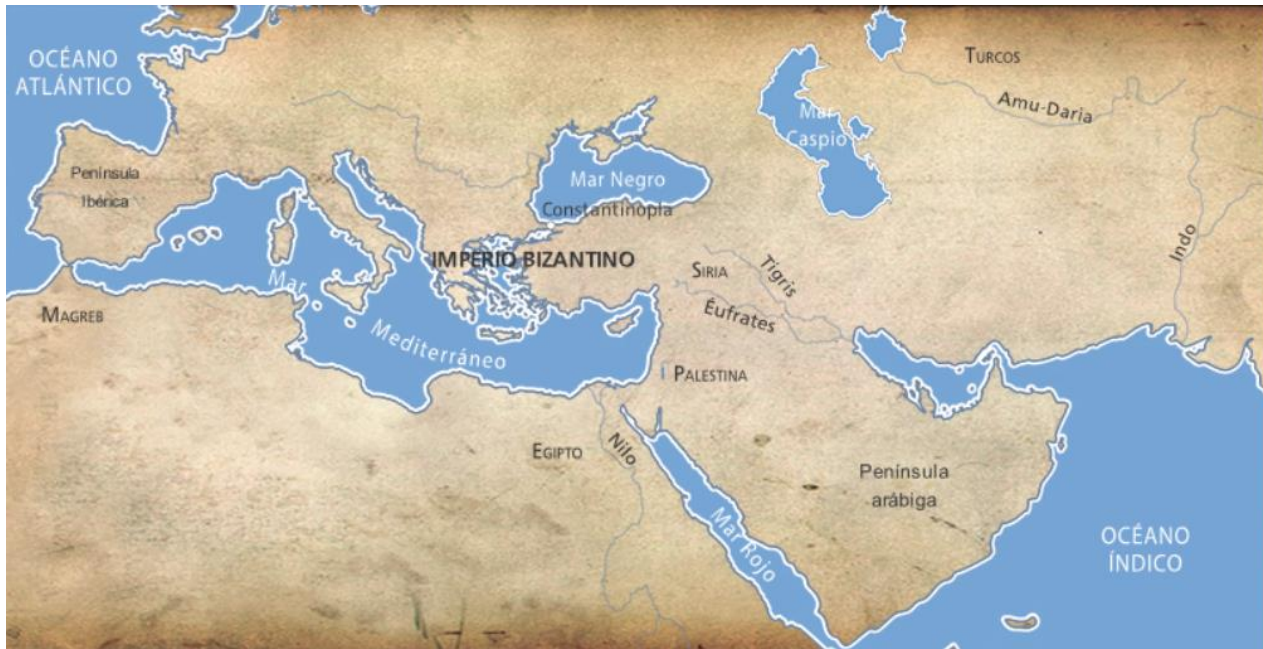 OCÉANO
ATLÁNTICO
TURCOS
Amu-Daria
Mar
Caspio
Península
Ibérica
Mar Negro
Constantinopla
IMPERIO BIZANTINO
SIRIA
Tigris
Éufrates
Indo
Mar
Mediterráneo
MAGREB
PALESTINA
EGIPTO
Nilo
Península
arábiga
Mar Rojo
OCÉANO
ÍNDICO